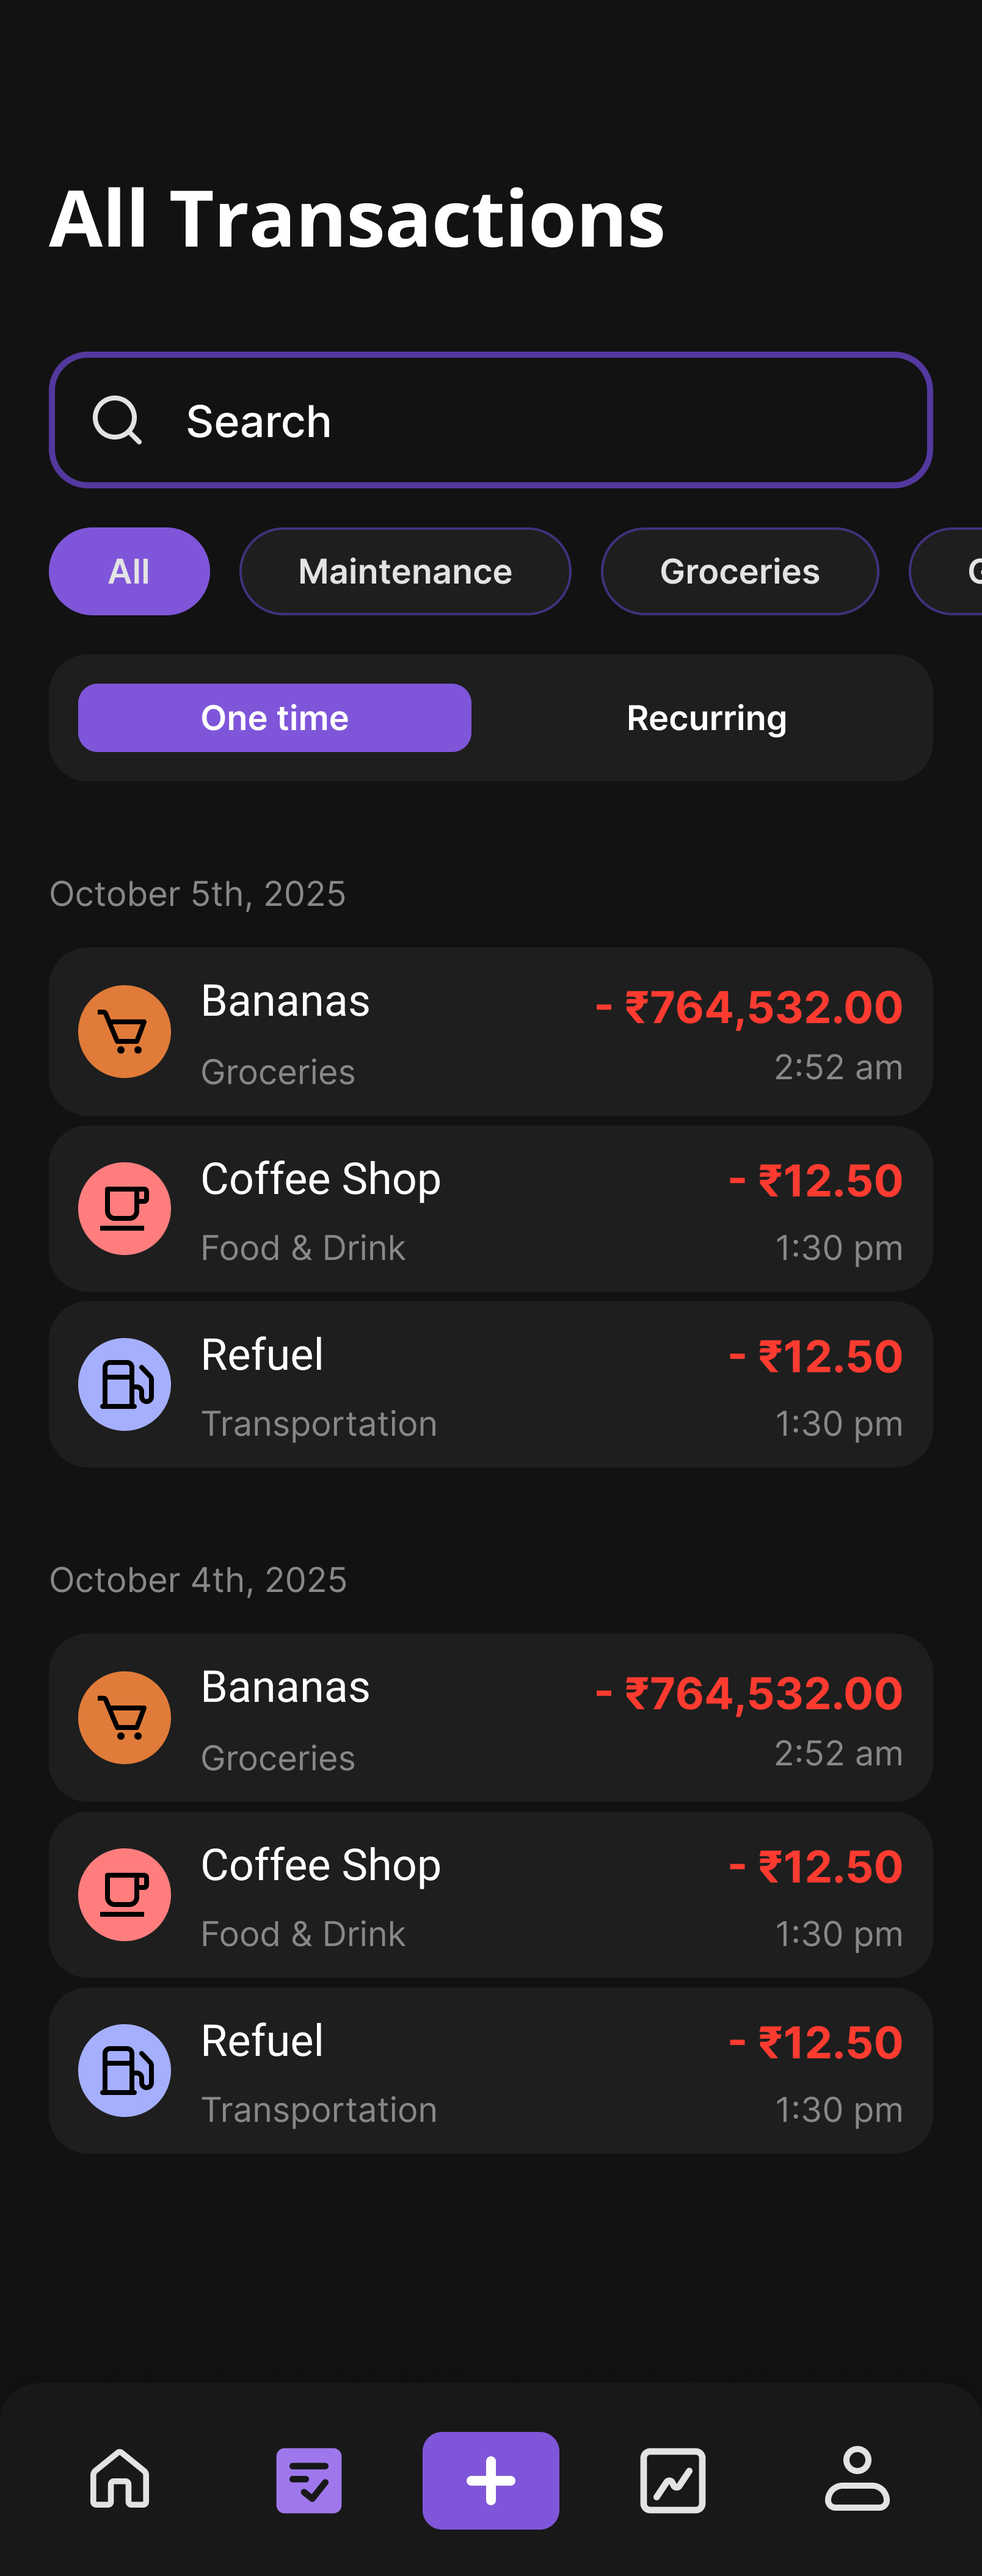 All Transactions
Search
All Maintenance Groceries
One time Recurring
October 5th, 2025
Bananas - ₹764,532.00
Groceries 2:52 am
Coffee Shop - ₹12.50
Food & Drink 1:30 pm
Refuel - ₹12.50
Transportation 1:30 pm
October 4th, 2025
Bananas - ₹764,532.00
Groceries 2:52 am
Coffee Shop - ₹12.50
Food & Drink 1:30 pm
Refuel - ₹12.50
Transportation 1:30 pm